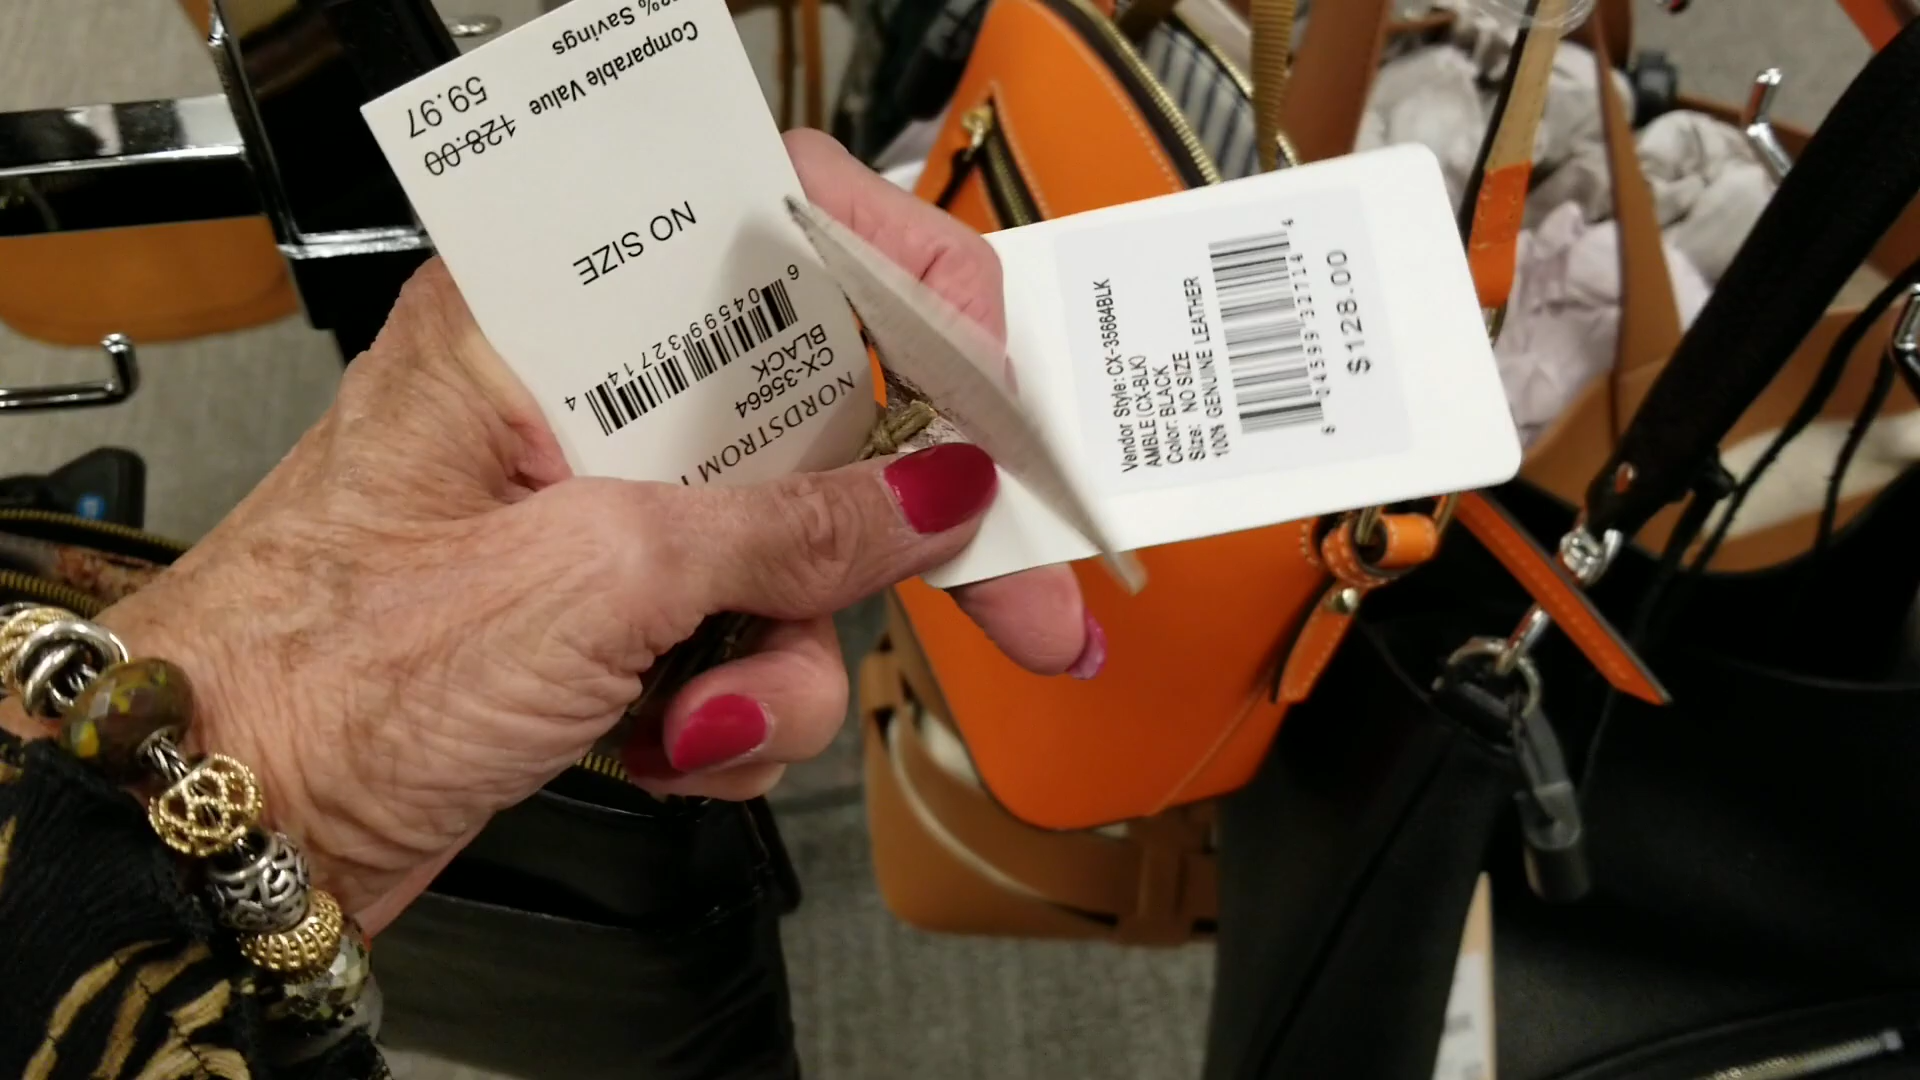 NORDSTROM
CX-35664
BLACK
6 04599 32714 4
NO SIZE
Comparable Value 128.00
% Savings 59.97
Vendor Style: CX-35664BLK
AMBLE (CX-BLK)
Color: BLACK
Size: NO SIZE
100% GENUINE LEATHER
6 04599 32714 4
$128.00